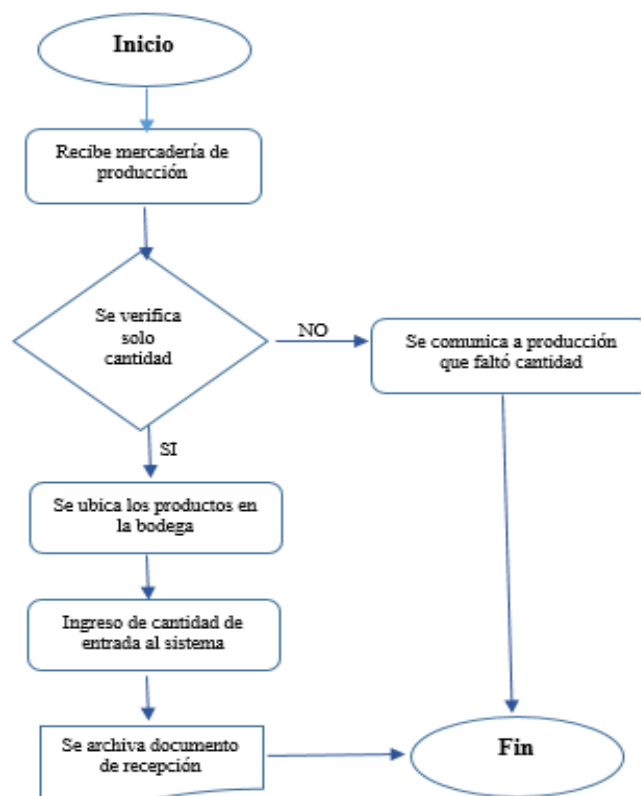 Inicio
Recibe mercadería de
producción
Se verifica
solo
cantidad
NO
Se comunica a producción
que faltó cantidad
SI
Se ubica los productos en
la bodega
Ingreso de cantidad de
entrada al sistema
Se archiva documento
de recepción
Fin